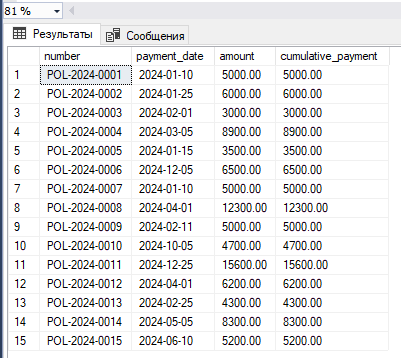 81 %
Результаты Сообщения
number payment_date amount cumulative_payment
1 POL-2024-0001 2024-01-10 5000.00 5000.00
2 POL-2024-0002 2024-01-25 6000.00 6000.00
3 POL-2024-0003 2024-02-01 3000.00 3000.00
4 POL-2024-0004 2024-03-05 8900.00 8900.00
5 POL-2024-0005 2024-01-15 3500.00 3500.00
6 POL-2024-0006 2024-12-05 6500.00 6500.00
7 POL-2024-0007 2024-01-10 5000.00 5000.00
8 POL-2024-0008 2024-04-01 12300.00 12300.00
9 POL-2024-0009 2024-02-11 5000.00 5000.00
10 POL-2024-0010 2024-10-05 4700.00 4700.00
11 POL-2024-0011 2024-12-25 15600.00 15600.00
12 POL-2024-0012 2024-04-01 6200.00 6200.00
13 POL-2024-0013 2024-02-25 4300.00 4300.00
14 POL-2024-0014 2024-05-05 8300.00 8300.00
15 POL-2024-0015 2024-06-10 5200.00 5200.00